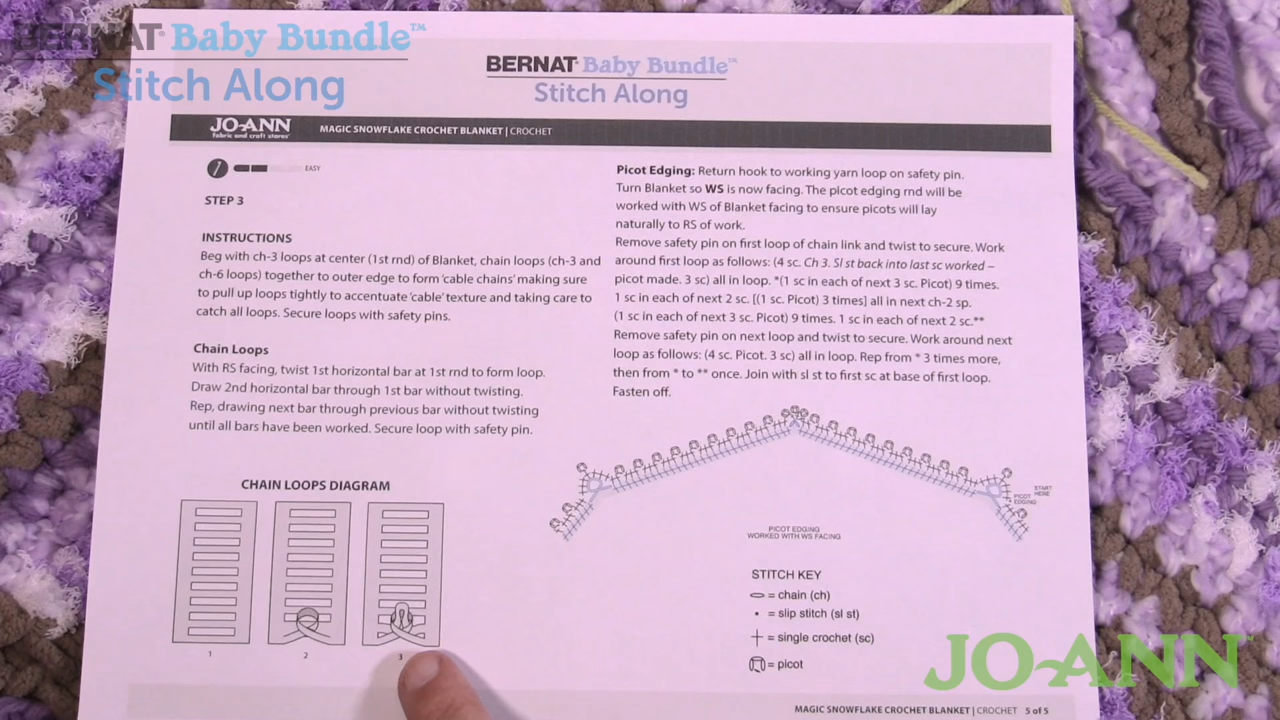 BERNAT Baby Bundle™
Stitch Along
BERNAT Baby Bundle™
Stitch Along
JO-ANN
fabric and craft stores
MAGIC SNOWFLAKE CROCHET BLANKET | CROCHET
EASY
STEP 3
INSTRUCTIONS
Beg with ch-3 loops at center (1st rnd) of Blanket, chain loops (ch-3 and
ch-6 loops) together to outer edge to form 'cable chains' making sure
to pull up loops tightly to accentuate 'cable' texture and taking care to
catch all loops. Secure loops with safety pins.
Chain Loops
With RS facing, twist 1st horizontal bar at 1st rnd to form loop.
Draw 2nd horizontal bar through 1st bar without twisting.
Rep, drawing next bar through previous bar without twisting
until all bars have been worked. Secure loop with safety pin.
CHAIN LOOPS DIAGRAM
1
2
3
Picot Edging: Return hook to working yarn loop on safety pin.
Turn Blanket so WS is now facing. The picot edging rnd will be
worked with WS of Blanket facing to ensure picots will lay
naturally to RS of work.
Remove safety pin on first loop of chain link and twist to secure. Work
around first loop as follows: (4 sc. Ch 3. Sl st back into last sc worked –
picot made. 3 sc) all in loop. *(1 sc in each of next 3 sc. Picot) 9 times.
1 sc in each of next 2 sc. [(1 sc. Picot) 3 times] all in next ch-2 sp.
(1 sc in each of next 3 sc. Picot) 9 times. 1 sc in each of next 2 sc.**
Remove safety pin on next loop and twist to secure. Work around next
loop as follows: (4 sc. Picot. 3 sc) all in loop. Rep from * 3 times more,
then from * to ** once. Join with sl st to first sc at base of first loop.
Fasten off.
START
HERE
PICOT
EDGING
PICOT EDGING
WORKED WITH WS FACING
STITCH KEY
= chain (ch)
• = slip stitch (sl st)
= single crochet (sc)
= picot
JO-ANN™
MAGIC SNOWFLAKE CROCHET BLANKET | CROCHET 5 of 5